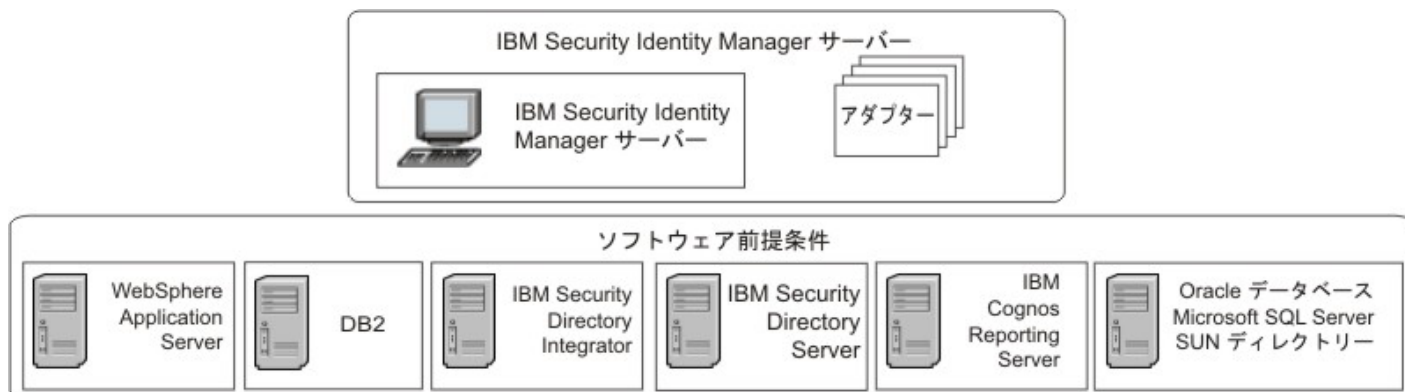 IBM Security Identity Manager サーバー
IBM Security Identity
Manager サーバー
アダプター
ソフトウェア前提条件
WebSphere
Application
Server
DB2
IBM Security
Directory
Integrator
IBM Security
Directory
Server
IBM
Cognos
Reporting
Server
Oracle データベース
Microsoft SQL Server
SUN ディレクトリー